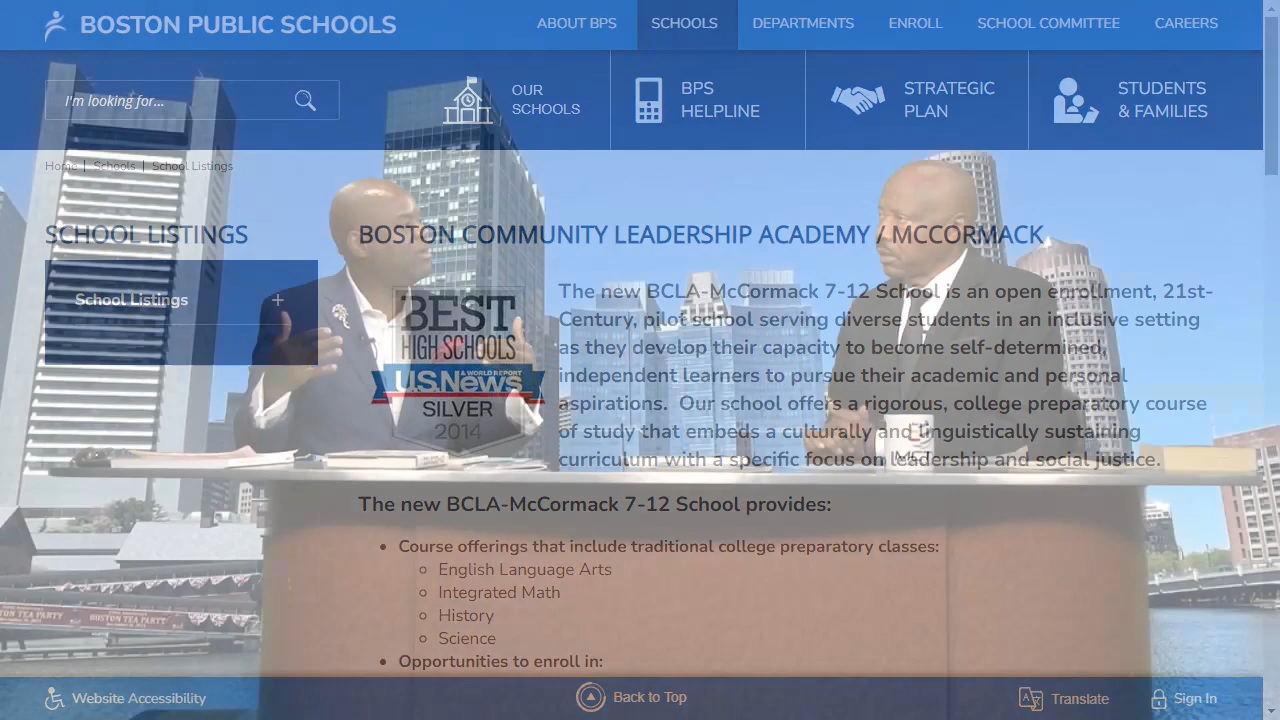 BOSTON PUBLIC SCHOOLS
ABOUT BPS
SCHOOLS
DEPARTMENTS
ENROLL
SCHOOL COMMITTEE
CAREERS
I'm looking for...
OUR
SCHOOLS
BPS
HELPLINE
STRATEGIC
PLAN
STUDENTS
& FAMILIES
Home | Schools | School Listings
SCHOOL LISTINGS
School Listings +
BOSTON COMMUNITY LEADERSHIP ACADEMY / MCCORMACK
BEST
HIGH SCHOOLS
U.S.News
& WORLD REPORT
SILVER
2014
The new BCLA-McCormack 7-12 School is an open enrollment, 21st-
Century, pilot school serving diverse students in an inclusive setting
as they develop their capacity to become self-determined,
independent learners to pursue their academic and personal
aspirations. Our school offers a rigorous, college preparatory course
of study that embeds a culturally and linguistically sustaining
curriculum with a specific focus on leadership and social justice.
The new BCLA-McCormack 7-12 School provides:
• Course offerings that include traditional college preparatory classes:
○ English Language Arts
○ Integrated Math
○ History
○ Science
• Opportunities to enroll in:
BOSTON TEA PARTY
Website Accessibility
Back to Top
Translate
Sign In